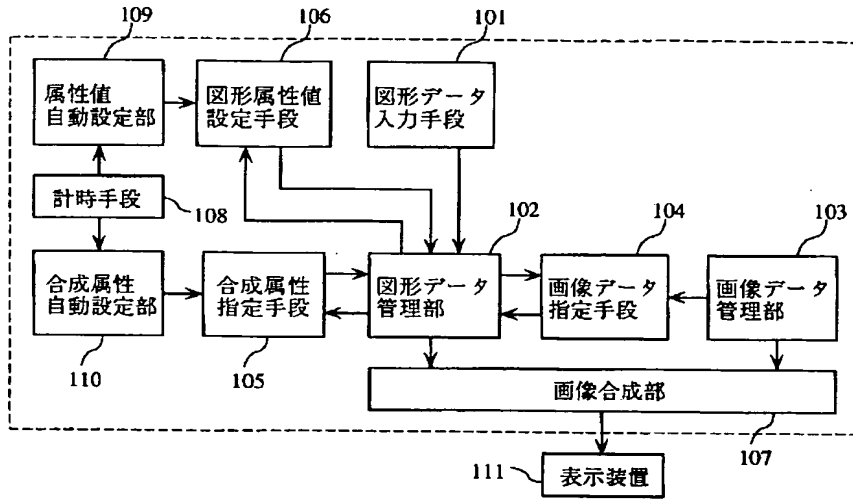 109
106
101
属性値
自動設定部
図形属性値
設定手段
図形データ
入力手段
計時手段
108
102
104
103
合成属性
自動設定部
合成属性
指定手段
図形データ
管理部
画像データ
指定手段
画像データ
管理部
110
105
画像合成部
107
111
表示装置